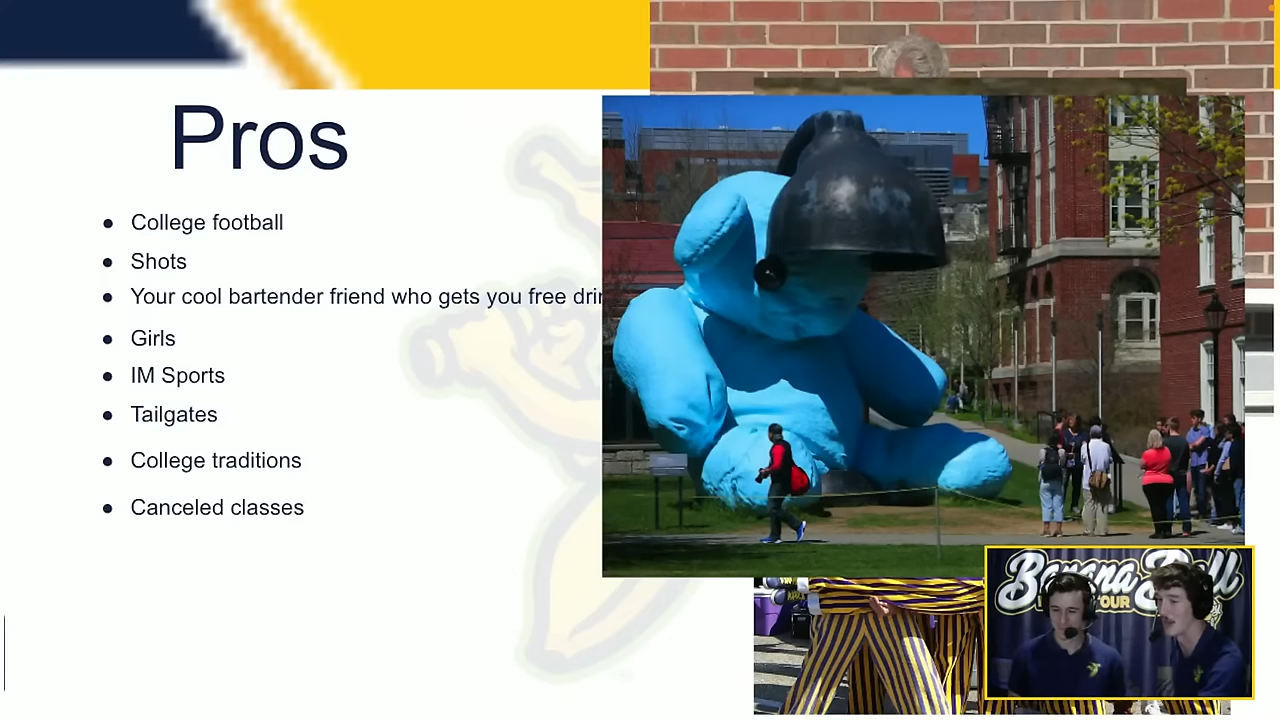 Pros
College football
Shots
Your cool bartender friend who gets you free
Girls
IM Sports
Tailgates
College traditions
Canceled classes
Banana Ball
TOUR